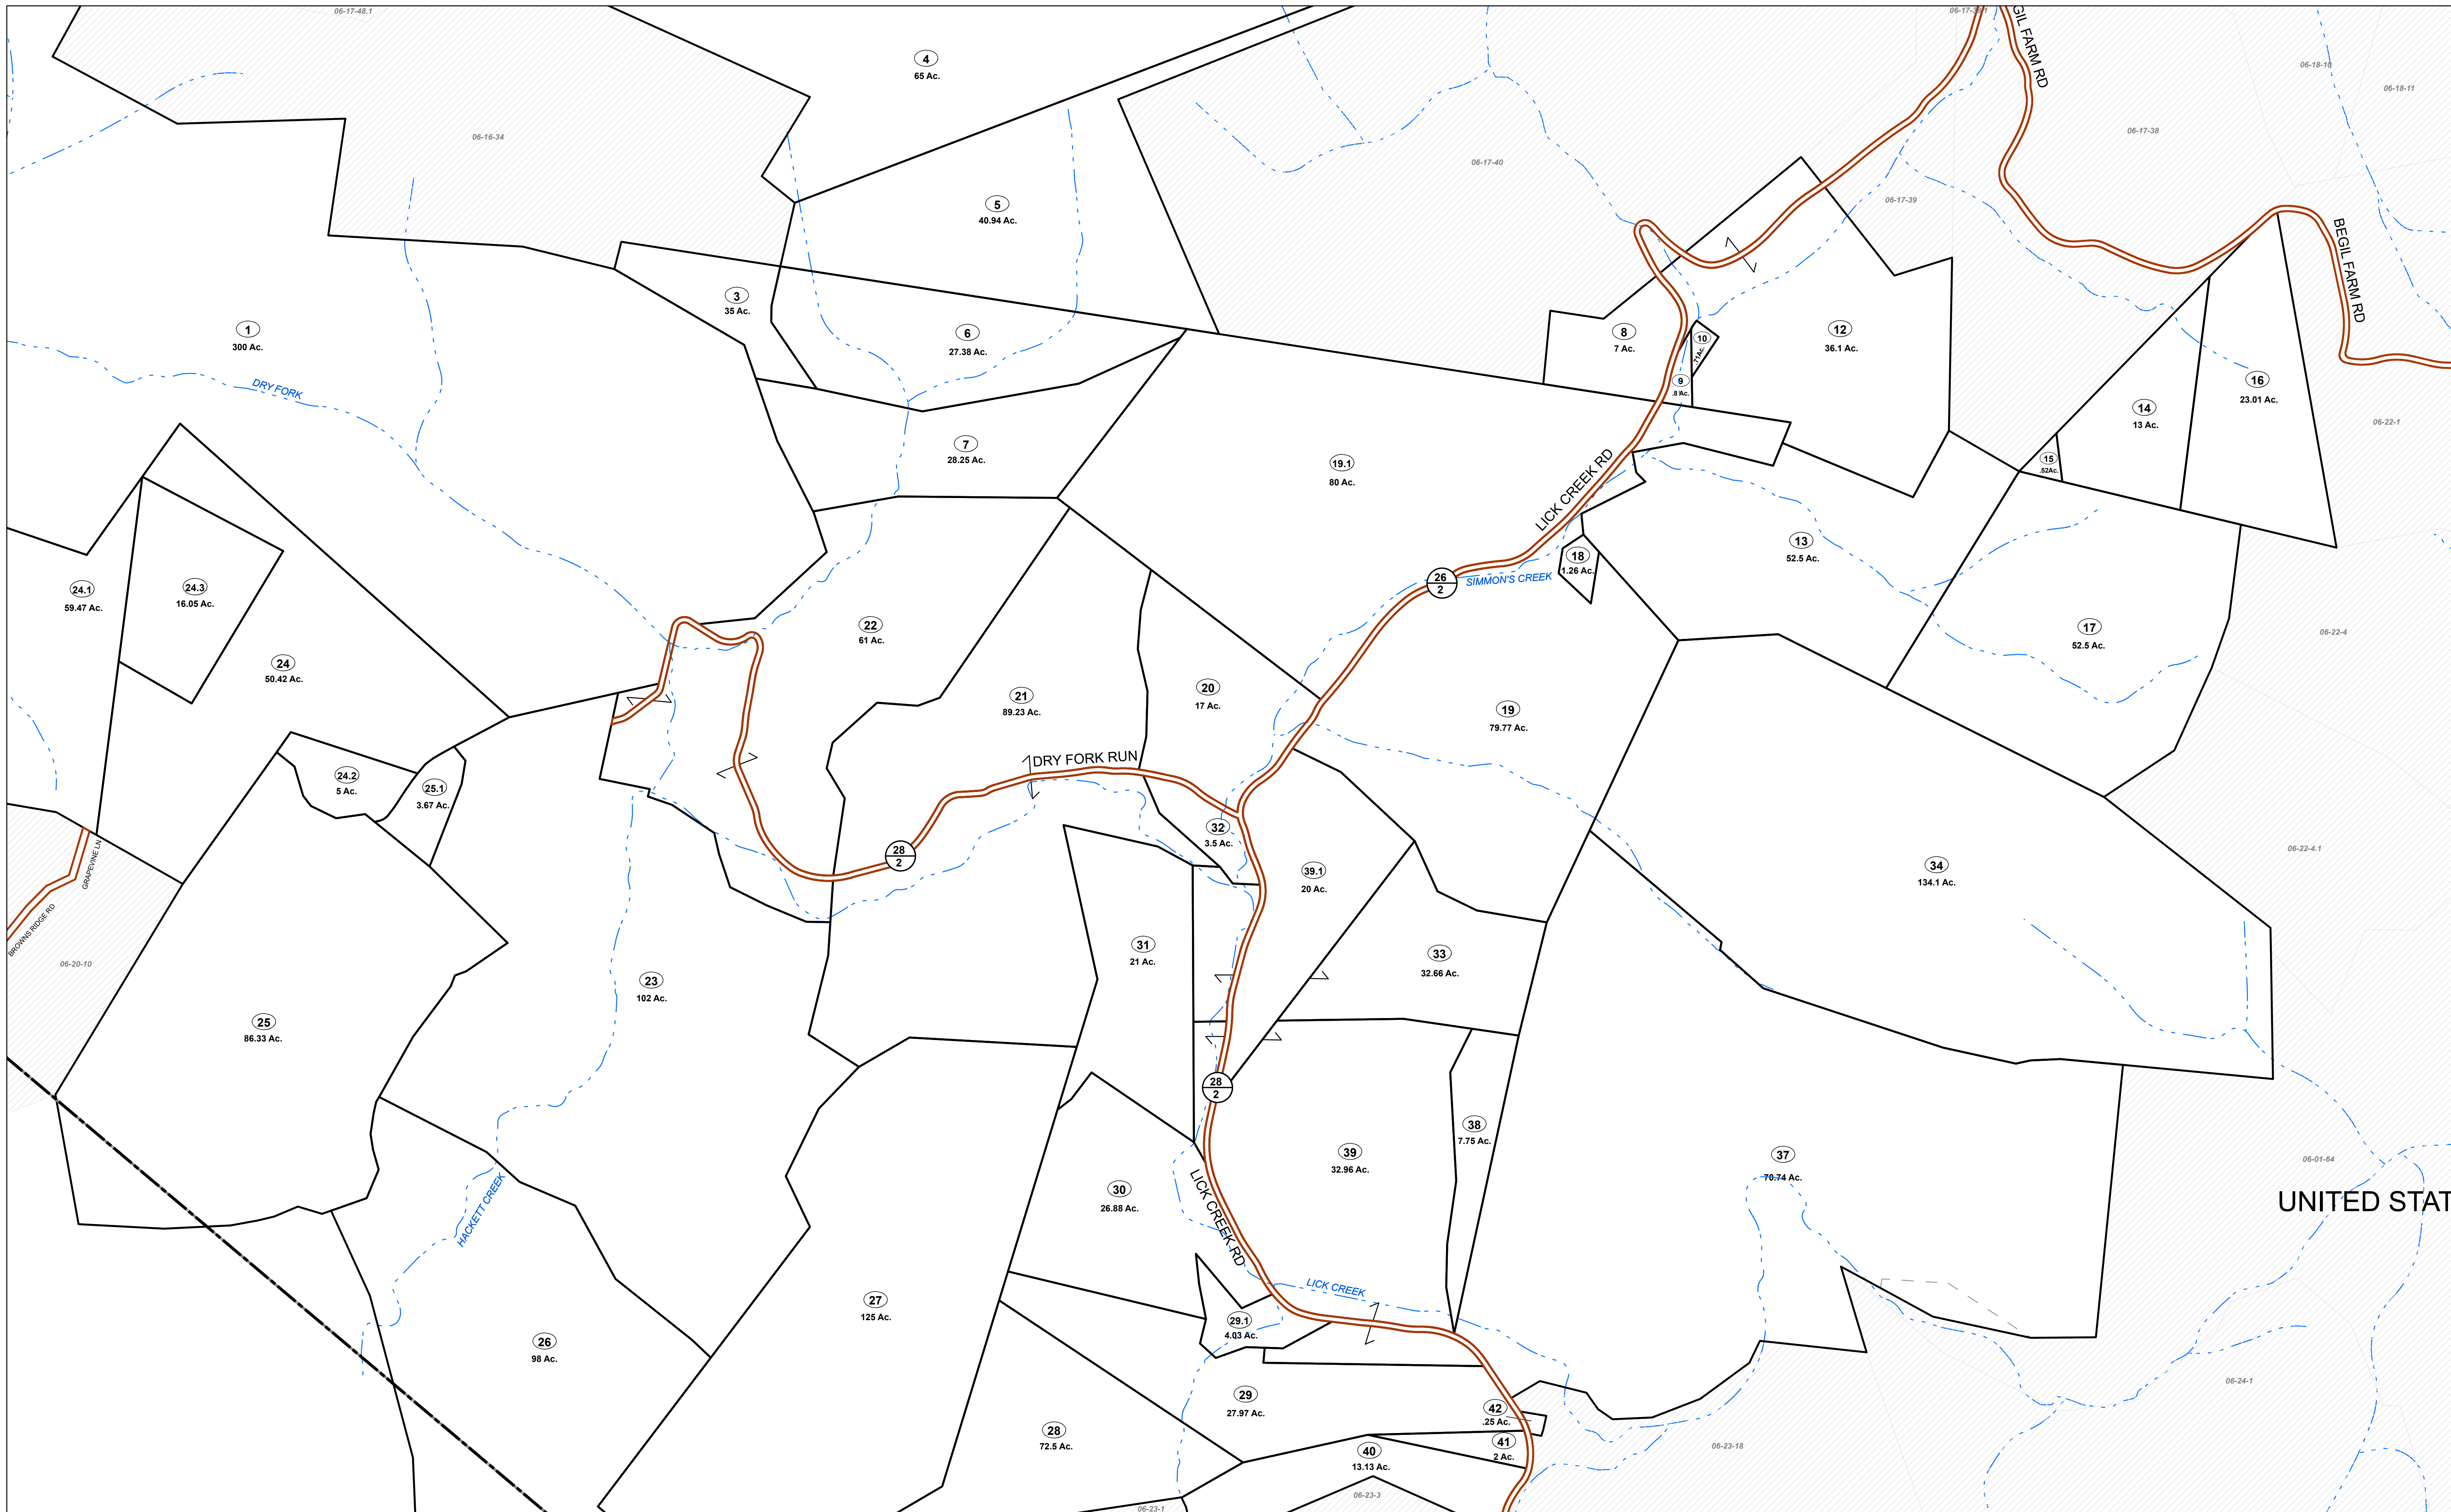 06-17-48.1
06-17-39.1
GIL FARM RD
4
65 Ac.
06-18-10
06-18-11
06-16-34
06-17-40
06-17-38
06-17-39
5
40.94 Ac.
BEGIL FARM RD
3
35 Ac.
1
300 Ac.
6
27.38 Ac.
8
7 Ac.
10
.71Ac.
12
36.1 Ac.
DRY FORK
9
.8 Ac.
16
23.01 Ac.
14
13 Ac.
06-22-1
7
28.25 Ac.
19.1
80 Ac.
15
.52Ac.
LICK CREEK RD
13
52.5 Ac.
18
1.26 Ac.
26
2
SIMMON'S CREEK
24.1
59.47 Ac.
24.3
16.05 Ac.
22
61 Ac.
17
52.5 Ac.
06-22-4
24
50.42 Ac.
21
89.23 Ac.
20
17 Ac.
19
79.77 Ac.
DRY FORK RUN
24.2
5 Ac.
25.1
3.67 Ac.
32
3.5 Ac.
28
2
39.1
20 Ac.
34
134.1 Ac.
06-22-4.1
GRAPEVINE LN
BROWNS RIDGE RD
06-20-10
31
21 Ac.
33
32.66 Ac.
23
102 Ac.
25
86.33 Ac.
28
2
38
7.75 Ac.
39
32.96 Ac.
37
70.74 Ac.
06-01-64
UNITED STAT
30
26.88 Ac.
LICK CREEK RD
HACKETT CREEK
LICK CREEK
27
125 Ac.
29.1
4.03 Ac.
26
98 Ac.
06-24-1
29
27.97 Ac.
42
.25 Ac.
28
72.5 Ac.
41
2 Ac.
40
13.13 Ac.
06-23-18
06-23-3
06-23-1